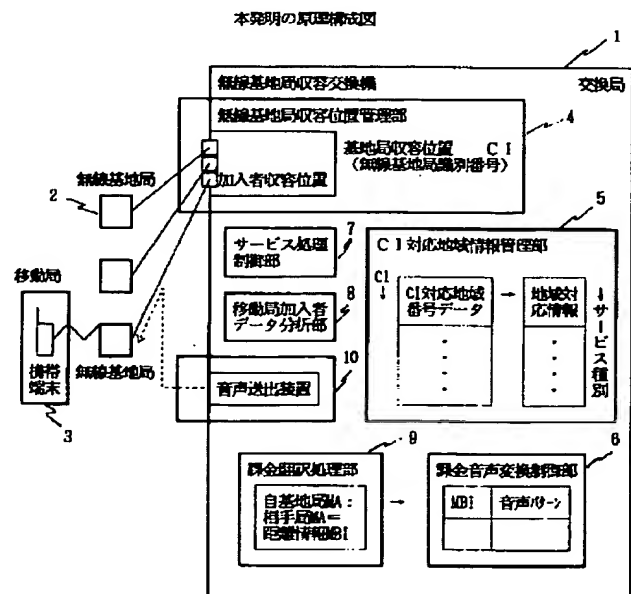 本発明の原理構成図
1
無線基地局収容交換機
交換局
無線基地局収容位置管理部
4
基地局収容位置 CI
(無線基地局識別番号)
加入者収容位置
2
無線基地局
5
7
サービス処理
制御部
CI対応地域情報管理部
移動局
8
移動局加入者
データ分析部
CI
↓
CI対応地域
番号データ
→
地域対
応情報
↓サービス種別
携帯
端末
無線基地局
3
10
音声送出装置
9
6
課金翻訳処理部
自基地局MA:
相手局MA=
距離情報MBI
→
課金音声変換制御部
MBI
音声パターン